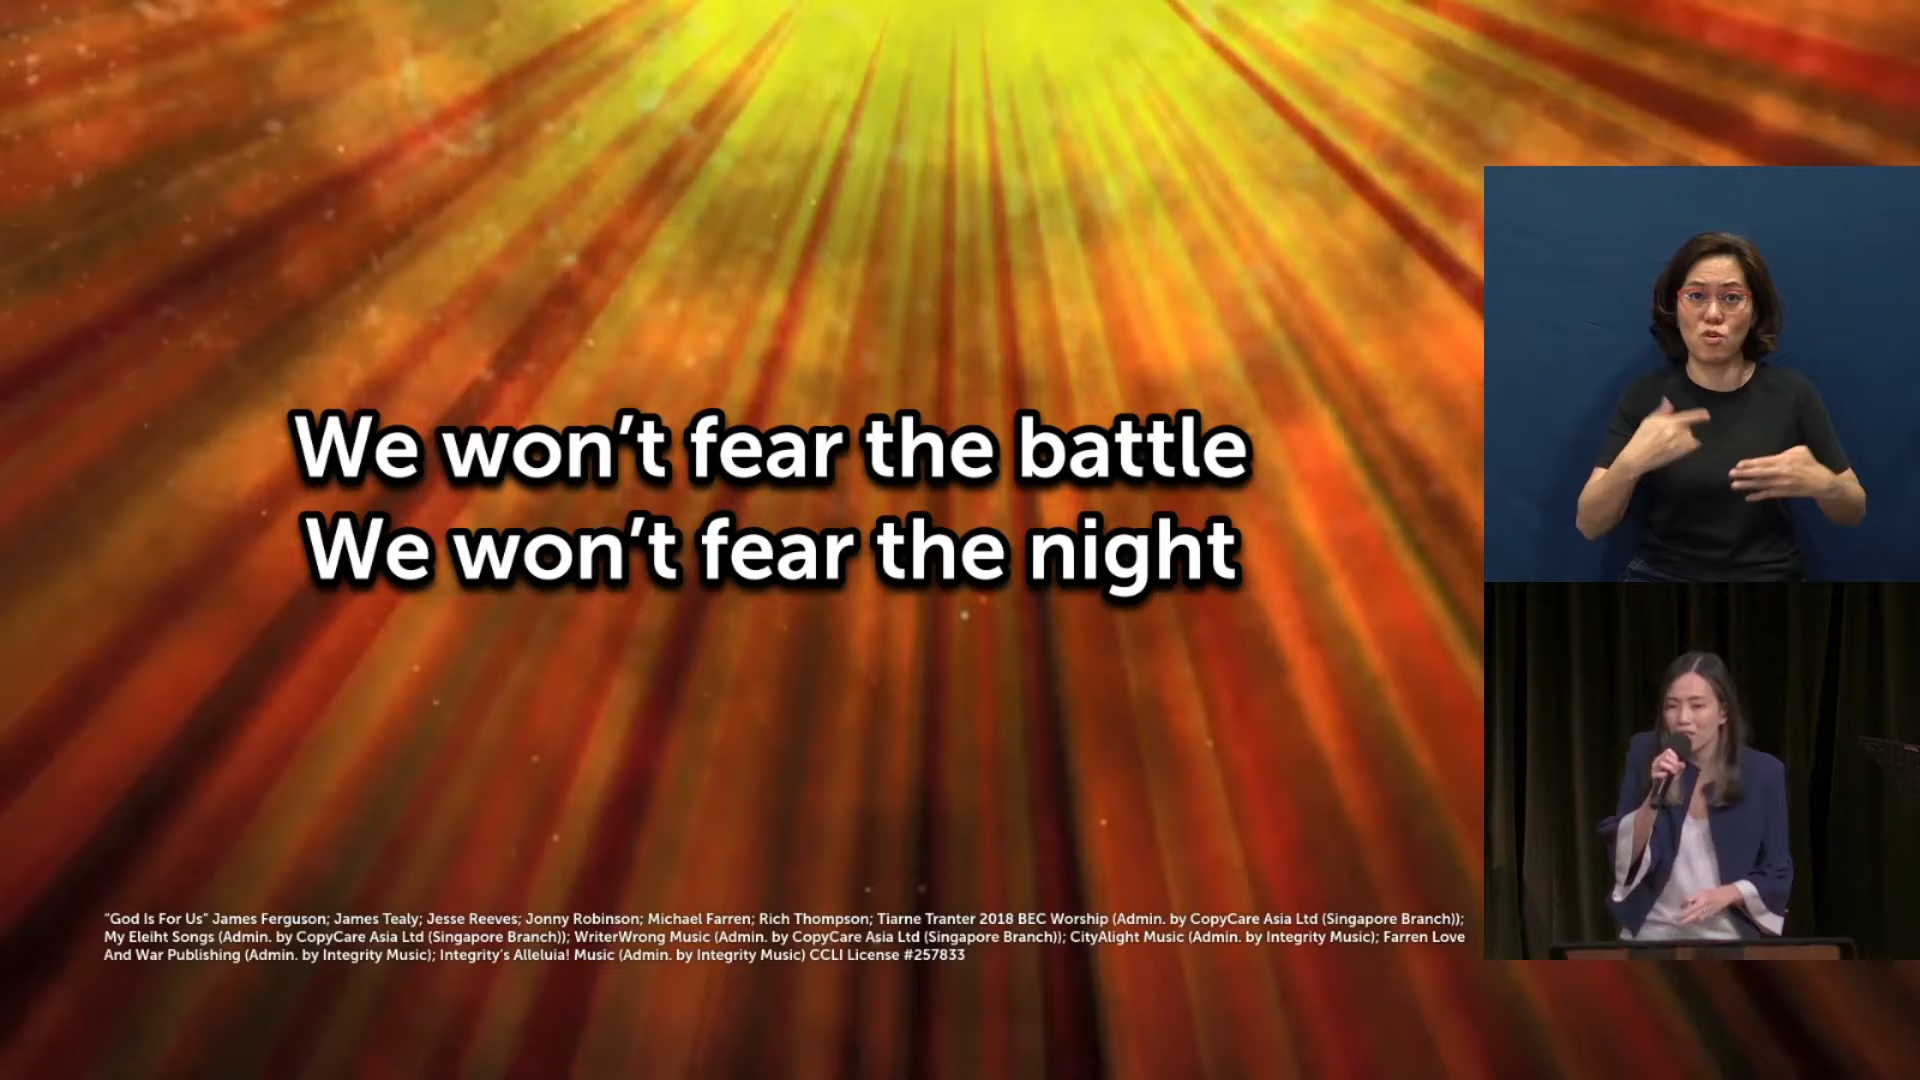 We won’t fear the battle
We won’t fear the night
“God Is For Us” James Ferguson; James Tealy; Jesse Reeves; Jonny Robinson; Michael Farren; Rich Thompson; Tiarne Tranter 2018 BEC Worship (Admin. by CopyCare Asia Ltd (Singapore Branch));
My Eleiht Songs (Admin. by CopyCare Asia Ltd (Singapore Branch)); WriterWrong Music (Admin. by CopyCare Asia Ltd (Singapore Branch)); CityAlight Music (Admin. by Integrity Music); Farren Love
And War Publishing (Admin. by Integrity Music); Integrity’s Alleluia! Music (Admin. by Integrity Music) CCLI License #257833